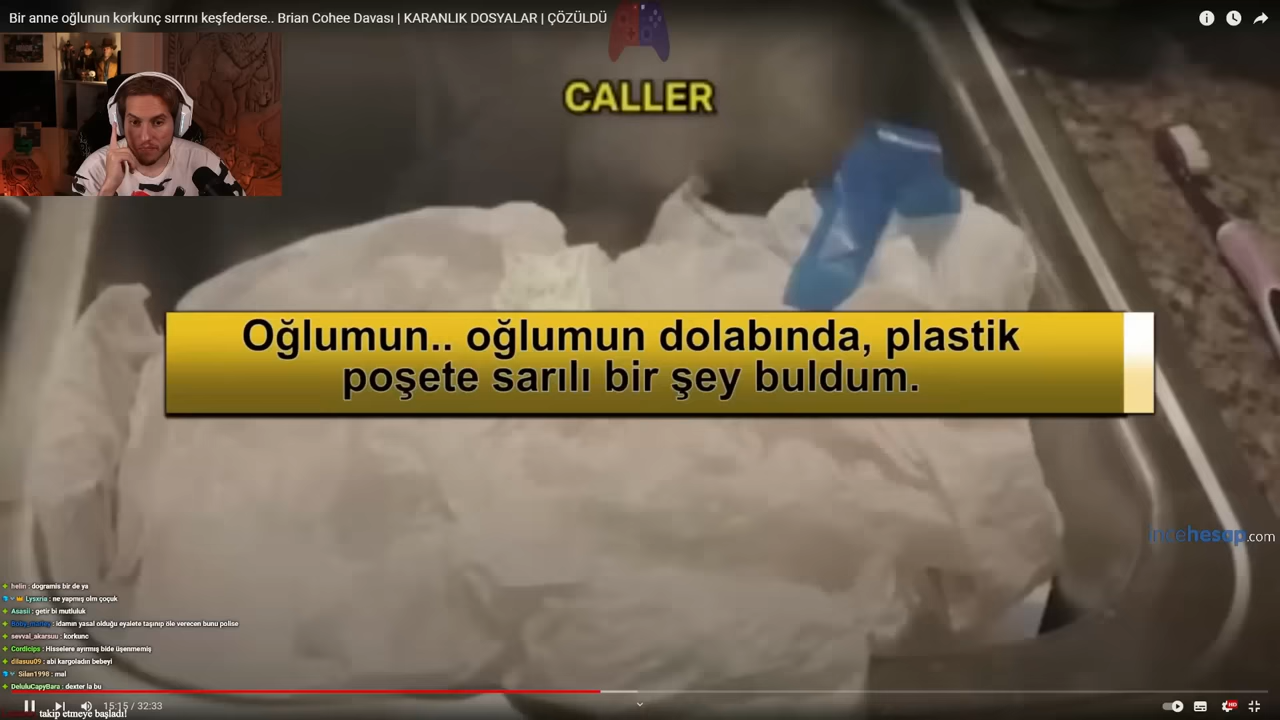 Bir anne oğlunun korkunç sırrını keşfederse.. Brian Cohee Davası | KARANLIK DOSYALAR | ÇÖZÜLDÜ
CALLER
Oğlumun.. oğlumun dolabında, plastik
poşete sarılı bir şey buldum.
incehesap.com
helin : dogramis bir de ya
Lysxria : ne yapmış olm çoçuk
Asasii : getir bi mutluluk
: idamın yasal olduğu eyalete taşınıp öle verecen bunu polise
sevval_akarsuu : korkunc
Cordicips : Hisselere ayırmış bide üşenmemiş
dilasuu09 : abi kargoladın bebeyi
Silan1998 : mal
DeluluCapyBara : dexter la bu
15:15 / 32:33
HD
takip etmeye başladı!